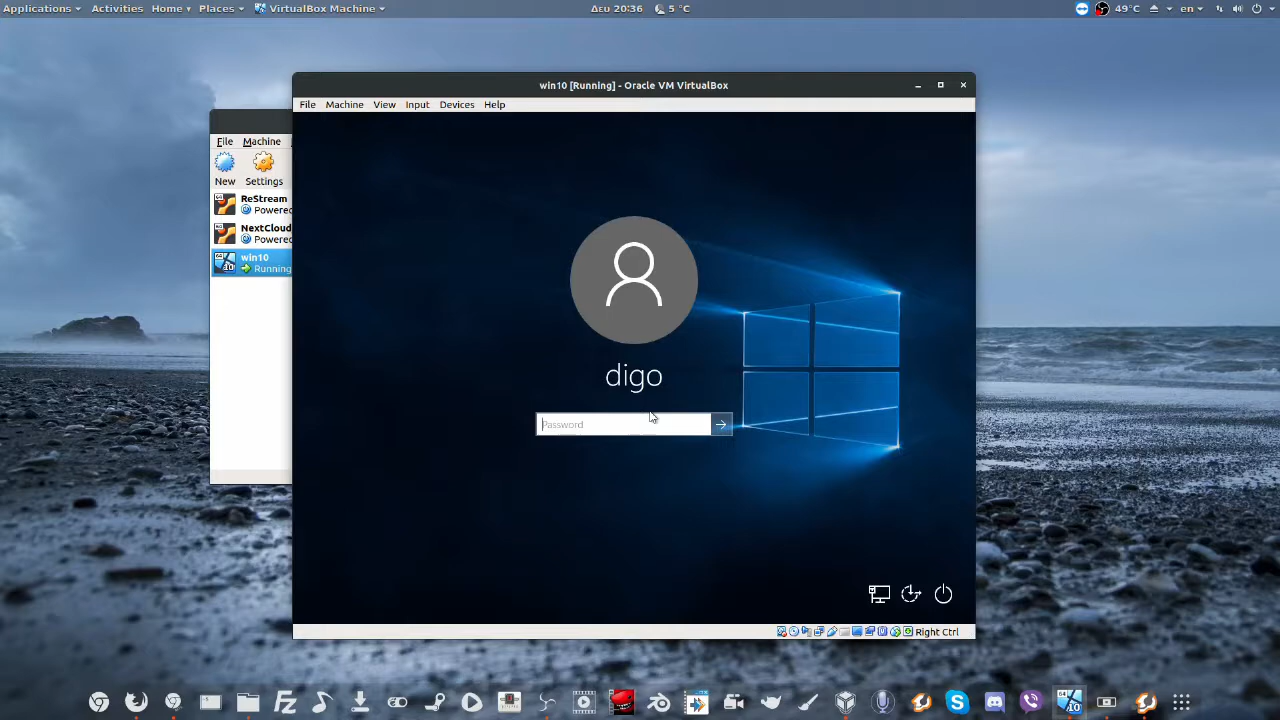 Applications Activities Home Places VirtualBox Machine Δευ 20:36 5 °C 49°C en
win10 [Running] - Oracle VM VirtualBox
File Machine View Input Devices Help
File Machine
New Settings
ReStream
Powered
NextCloud
Powered
win10
Running
digo
Password
Right Ctrl